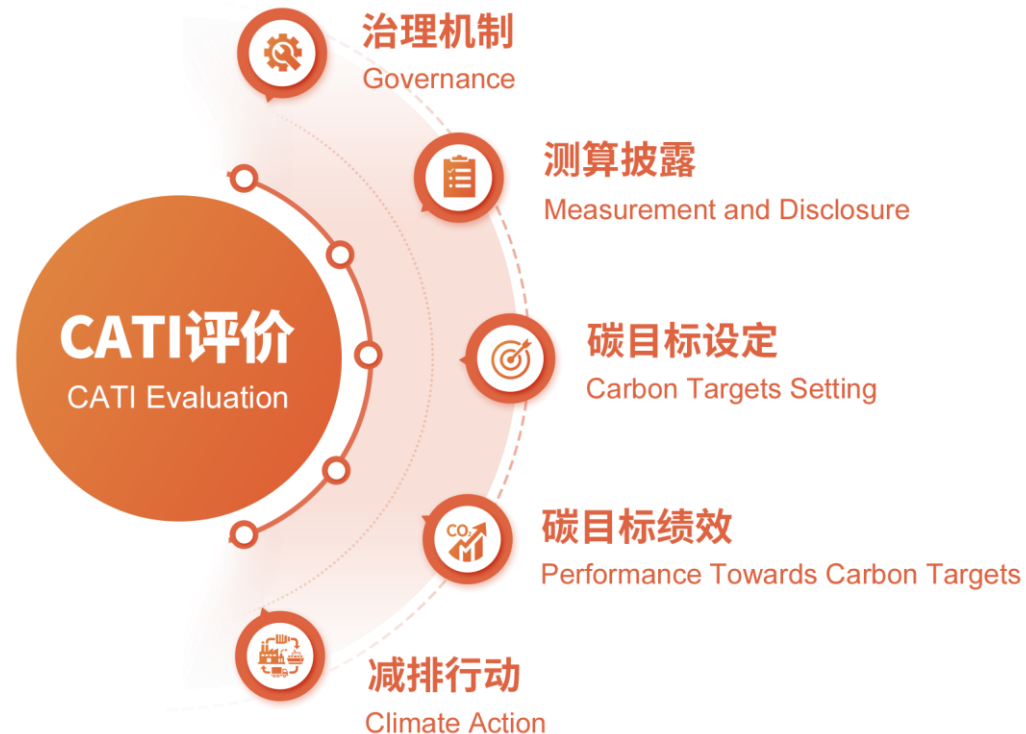 治理机制
Governance
测算披露
Measurement and Disclosure
CATI评价
CATI Evaluation
碳目标设定
Carbon Targets Setting
CO₂
碳目标绩效
Performance Towards Carbon Targets
减排行动
Climate Action